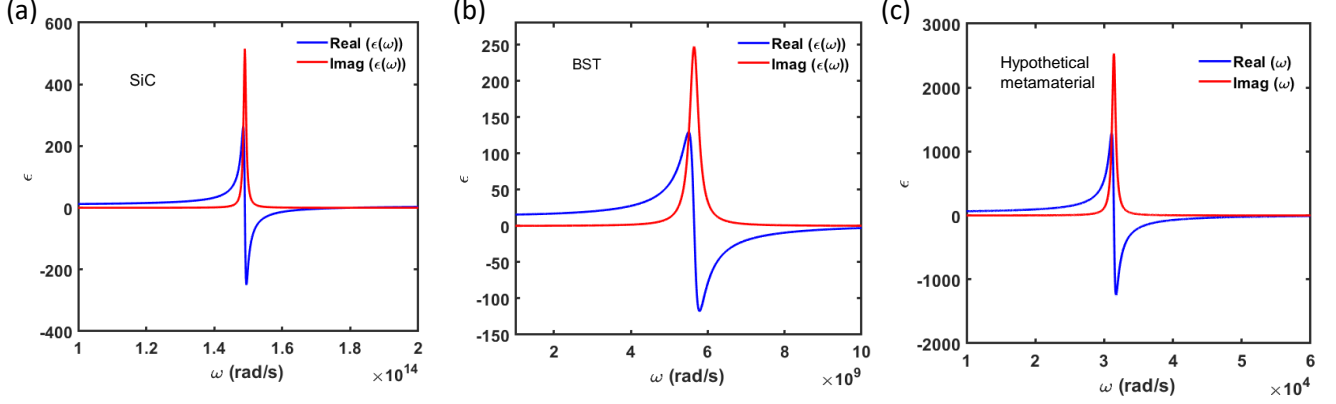 (a)
600
400
200
0
-200
-400
ϵ
1
1.2
1.4
1.6
1.8
2
ω (rad/s)
×10^14
SiC
Real (ϵ(ω))
Imag (ϵ(ω))
(b)
250
200
150
100
50
0
-50
-100
-150
ϵ
2
4
6
8
10
ω (rad/s)
×10^9
BST
Real (ϵ(ω))
Imag (ϵ(ω))
(c)
3000
2000
1000
0
-1000
-2000
ϵ
1
2
3
4
5
6
ω (rad/s)
×10^4
Hypothetical
metamaterial
Real (ω)
Imag (ω)